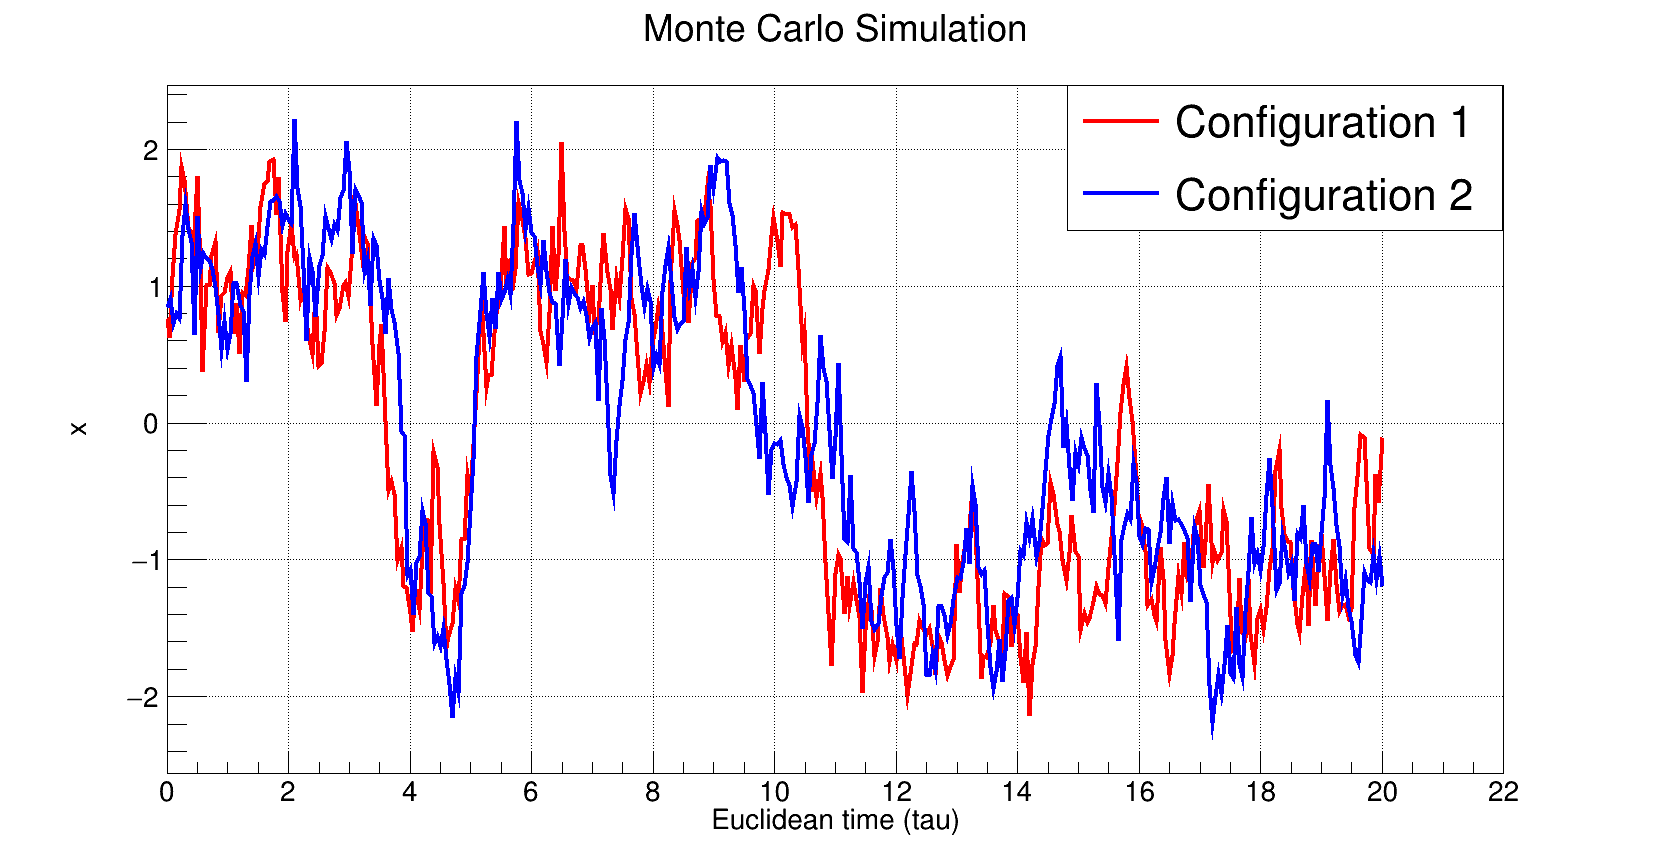 Monte Carlo Simulation
Configuration 1
Configuration 2
2
1
0
−1
−2
x
0 2 4 6 8 10 12 14 16 18 20 22
Euclidean time (tau)